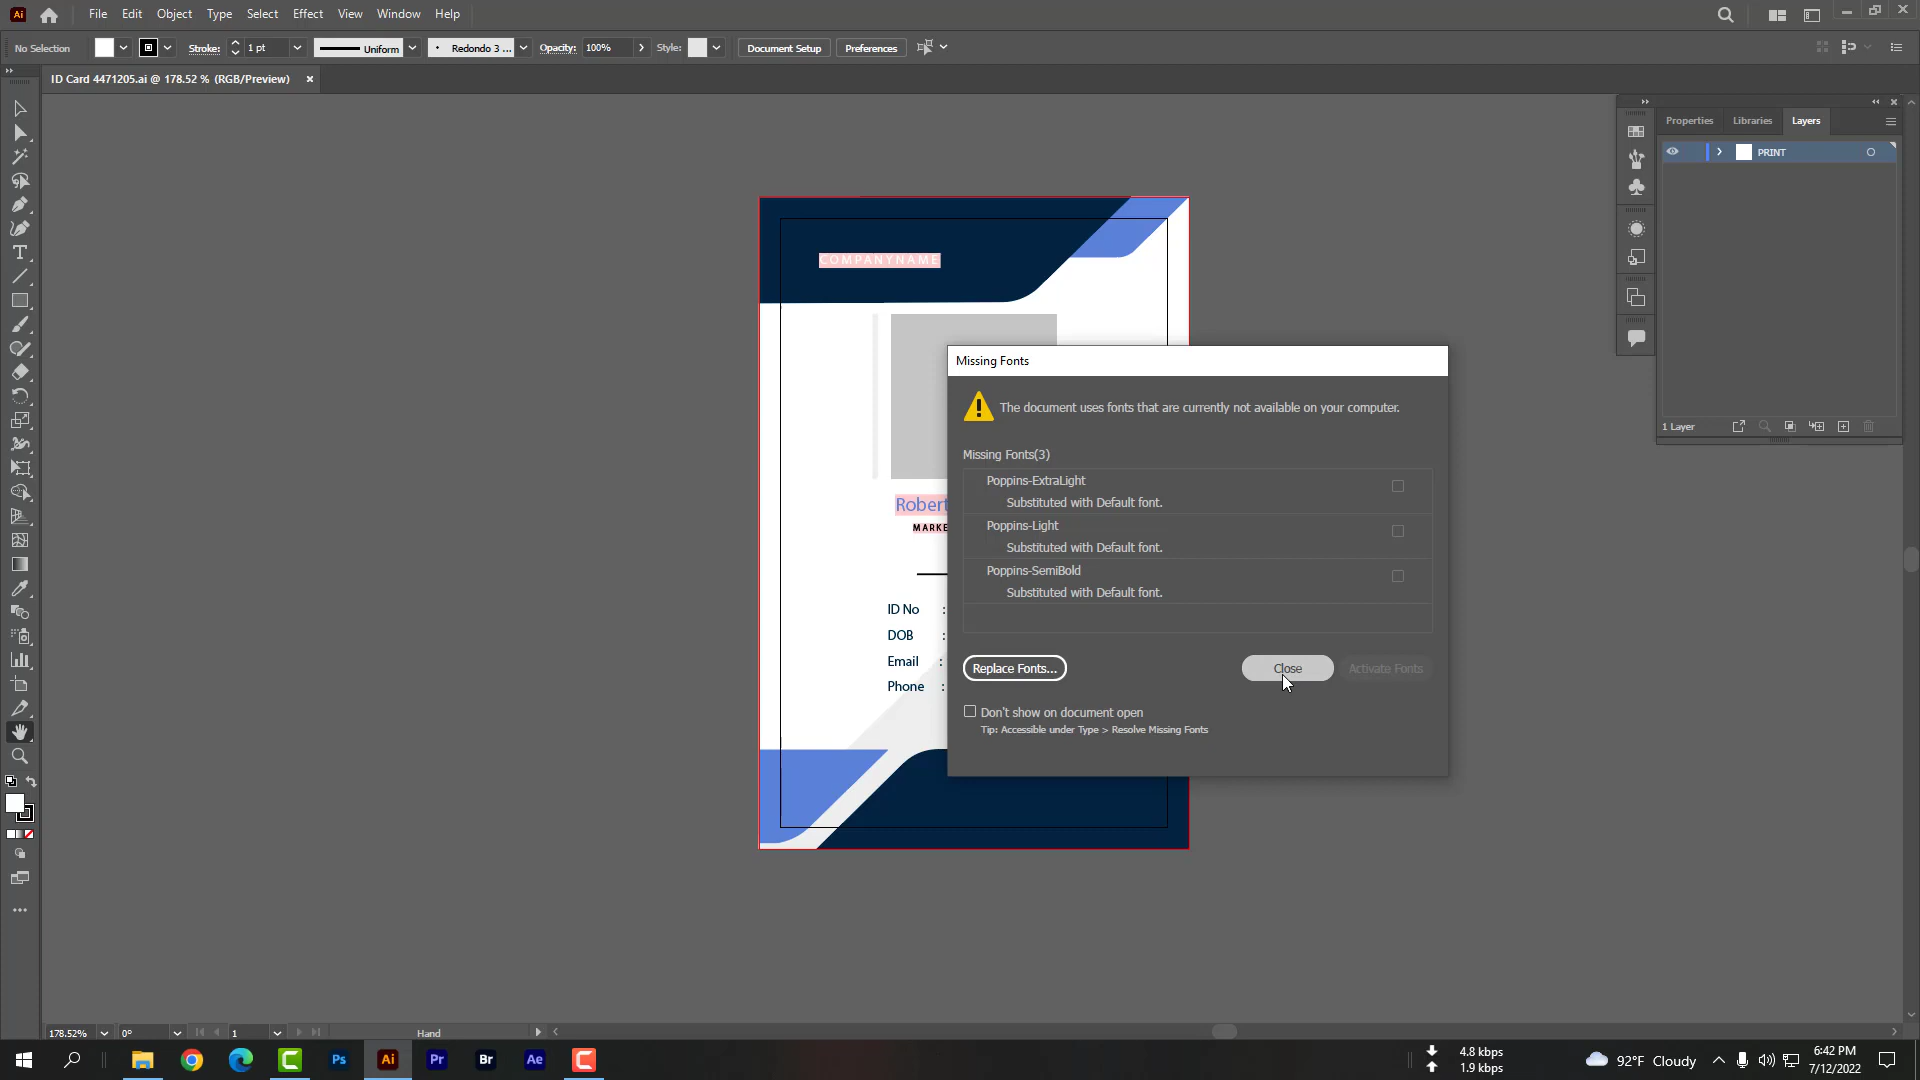 Ai File Edit Object Type Select Effect View Window Help
No Selection Stroke: 1 pt Uniform Redondo 3 ... Opacity: 100% Style: Document Setup Preferences
ID Card 4471205.ai @ 178.52 % (RGB/Preview)
Properties Libraries Layers
PRINT
1 Layer
COMPANYNAME
Robert
MARKE
ID No :
DOB :
Email :
Phone :
Missing Fonts
The document uses fonts that are currently not available on your computer.
Missing Fonts(3)
Poppins-ExtraLight
Substituted with Default font.
Poppins-Light
Substituted with Default font.
Poppins-SemiBold
Substituted with Default font.
Replace Fonts... Close Activate Fonts
Don't show on document open
Tip: Accessible under Type > Resolve Missing Fonts
178.52% 0° 1 Hand
Ps Ai Pr Br Ae
4.8 kbps
1.9 kbps
92°F Cloudy
6:42 PM
7/12/2022